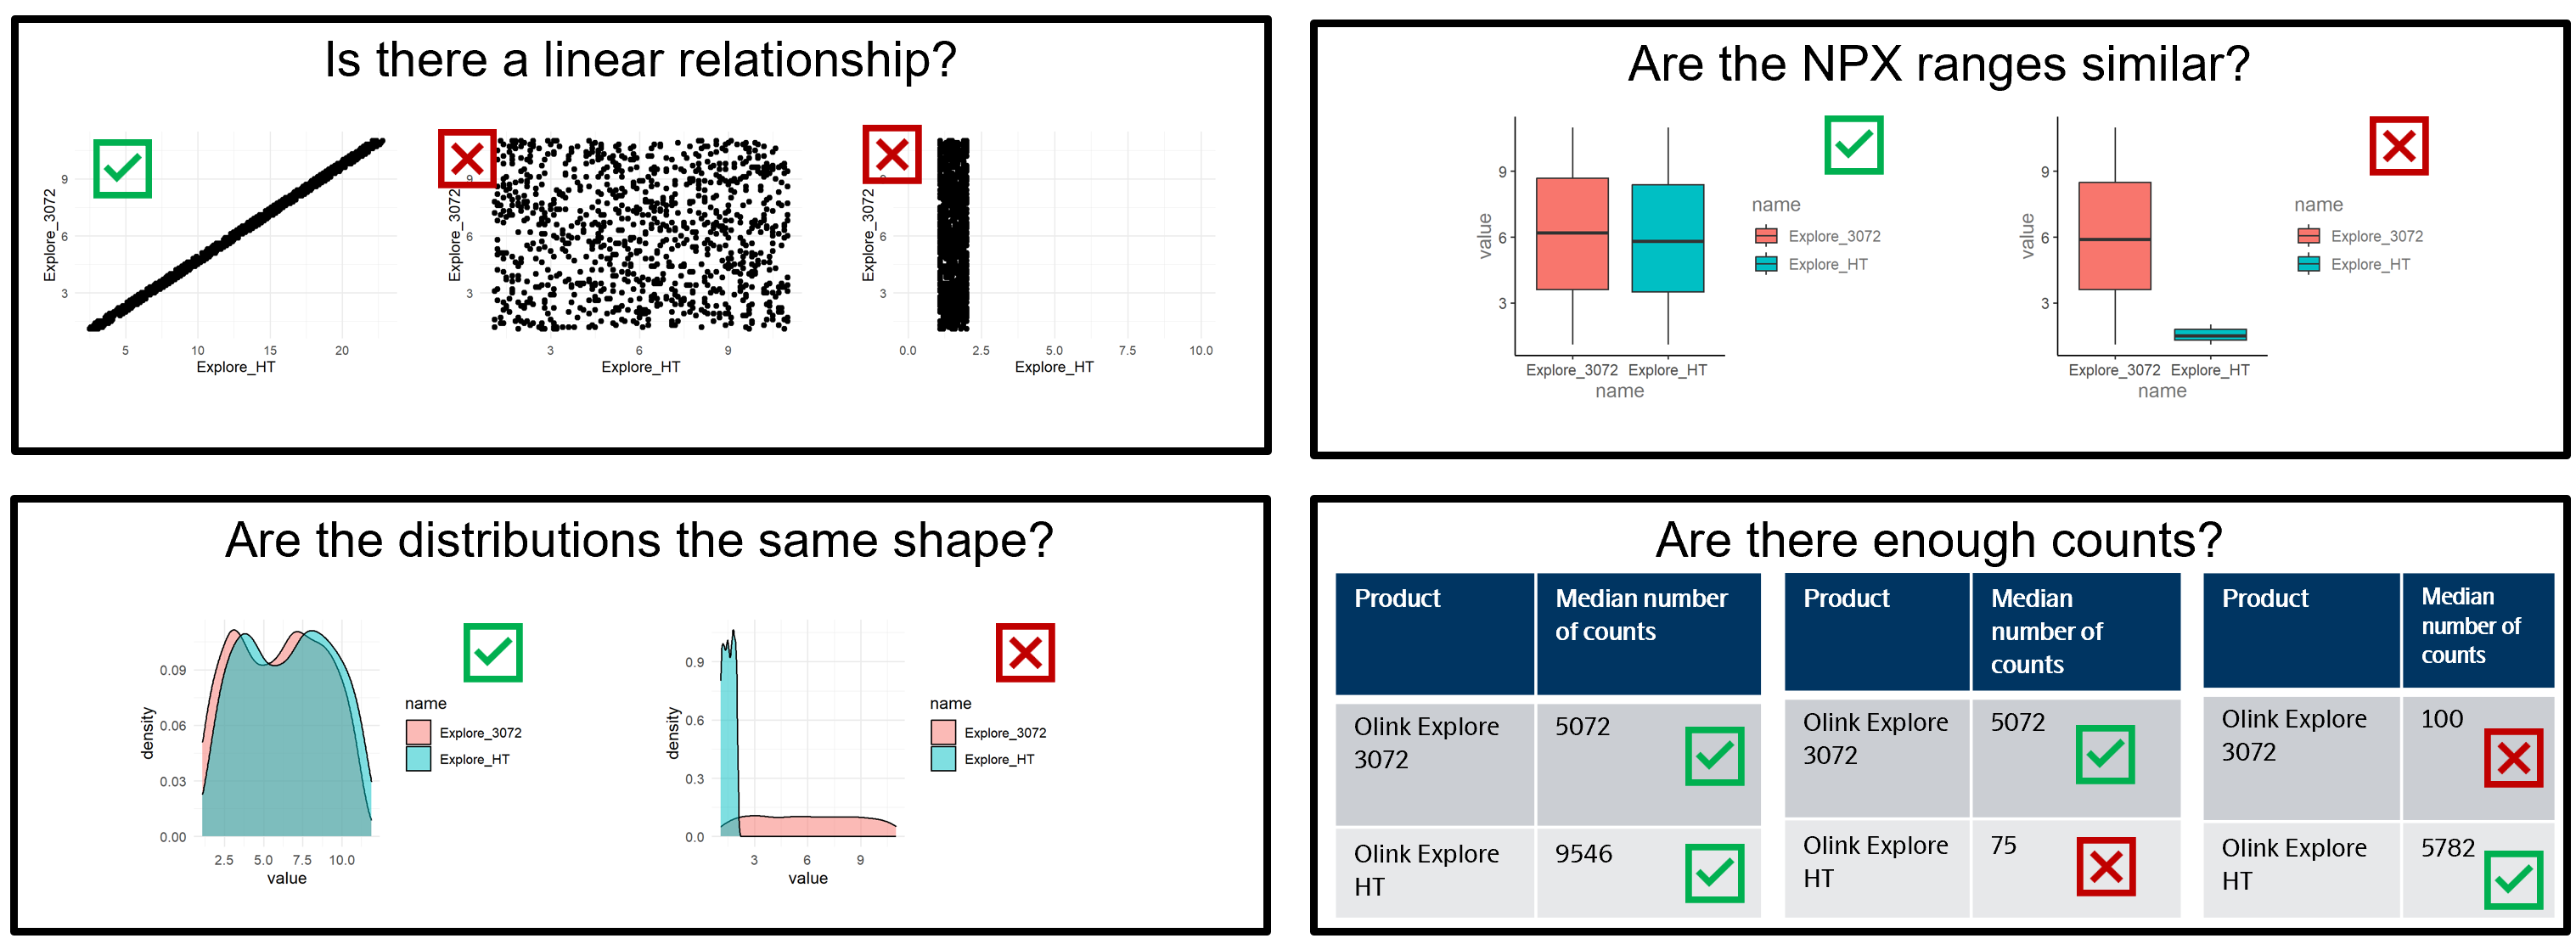 Is there a linear relationship?
9
6
3
Explore_3072
5
10
15
20
Explore_HT
9
6
3
Explore_3072
3
6
9
Explore_HT
9
6
3
Explore_3072
0.0
2.5
5.0
7.5
10.0
Explore_HT
Are the NPX ranges similar?
9
6
3
value
Explore_3072
Explore_HT
name
name
Explore_3072
Explore_HT
9
6
3
value
Explore_3072
Explore_HT
name
name
Explore_3072
Explore_HT
Are the distributions the same shape?
0.09
0.06
0.03
0.00
density
2.5
5.0
7.5
10.0
value
name
Explore_3072
Explore_HT
0.9
0.6
0.3
0.0
density
3
6
9
value
name
Explore_3072
Explore_HT
Are there enough counts?
Product
Median number
of counts
Olink Explore
3072
5072
Olink Explore
HT
9546
Product
Median
number of
counts
Olink Explore
3072
5072
Olink Explore
HT
75
Product
Median
number of
counts
Olink Explore
3072
100
Olink Explore
HT
5782